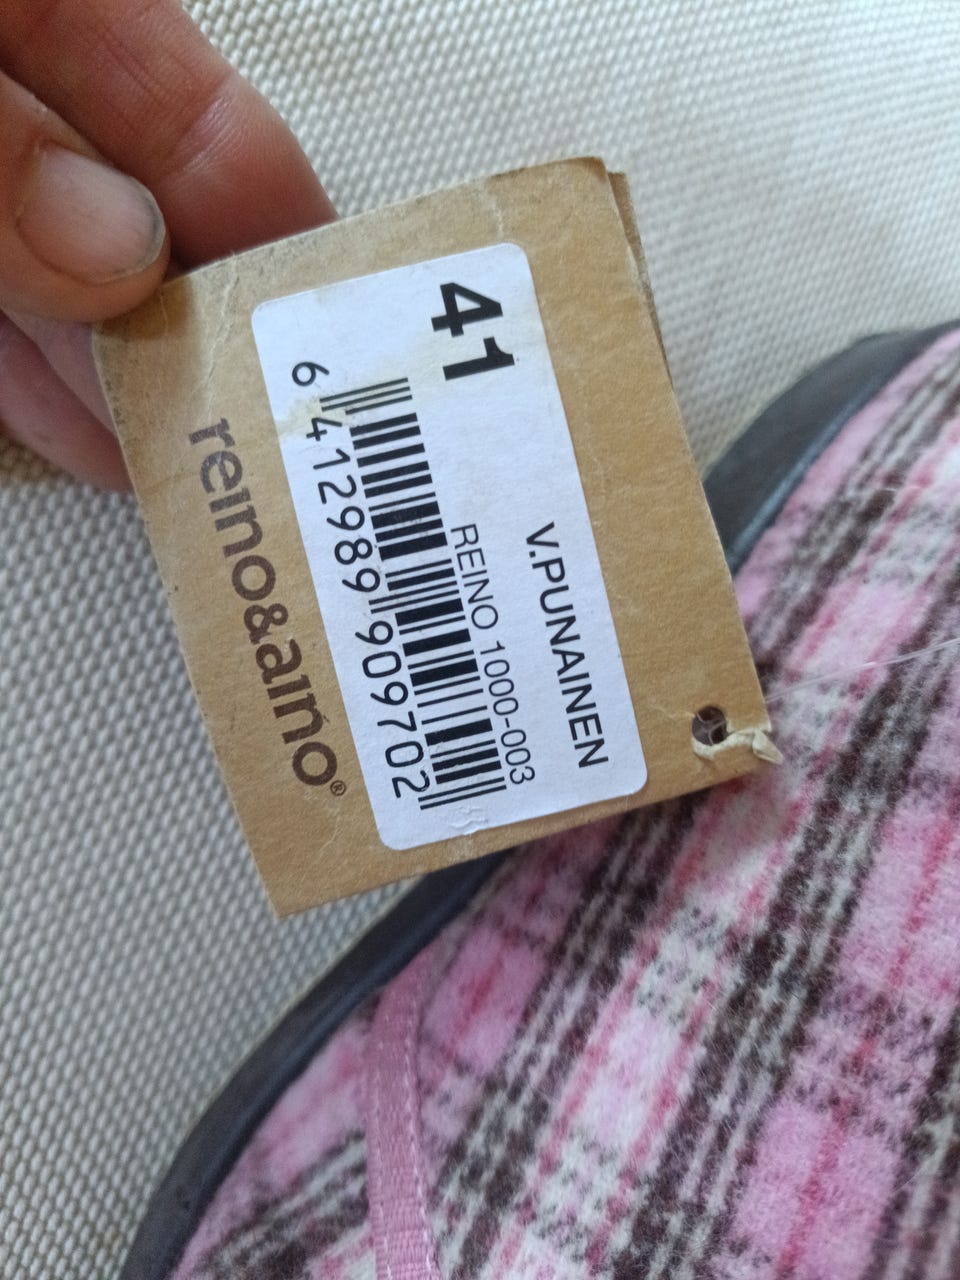 41
V.PUNAINEN
REINO 1000-003
6 412989 909702
reino&aino®